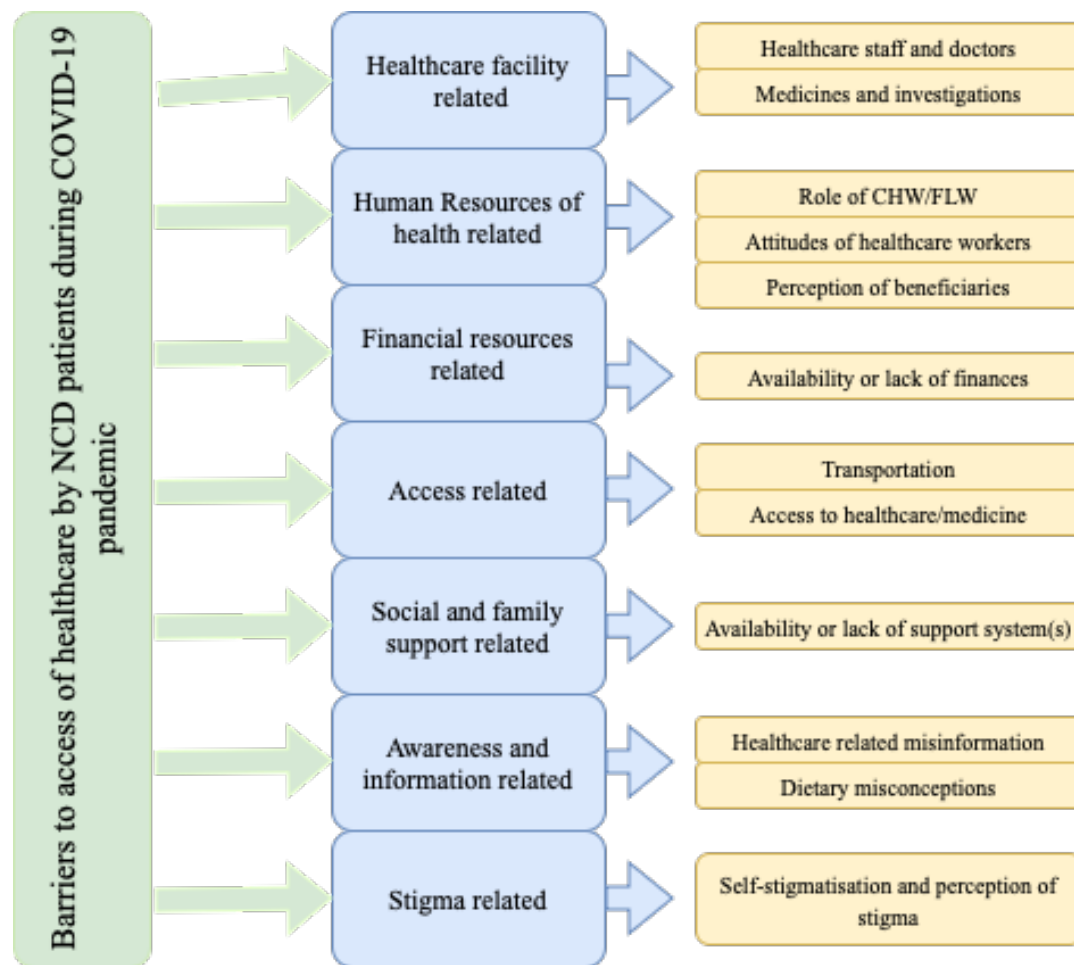 Barriers to access of healthcare by NCD patients during COVID-19
pandemic
Healthcare facility
related
Healthcare staff and doctors
Medicines and investigations
Human Resources of
health related
Role of CHW/FLW
Attitudes of healthcare workers
Perception of beneficiaries
Financial resources
related
Availability or lack of finances
Access related
Transportation
Access to healthcare/medicine
Social and family
support related
Availability or lack of support system(s)
Awareness and
information related
Healthcare related misinformation
Dietary misconceptions
Stigma related
Self-stigmatisation and perception of
stigma